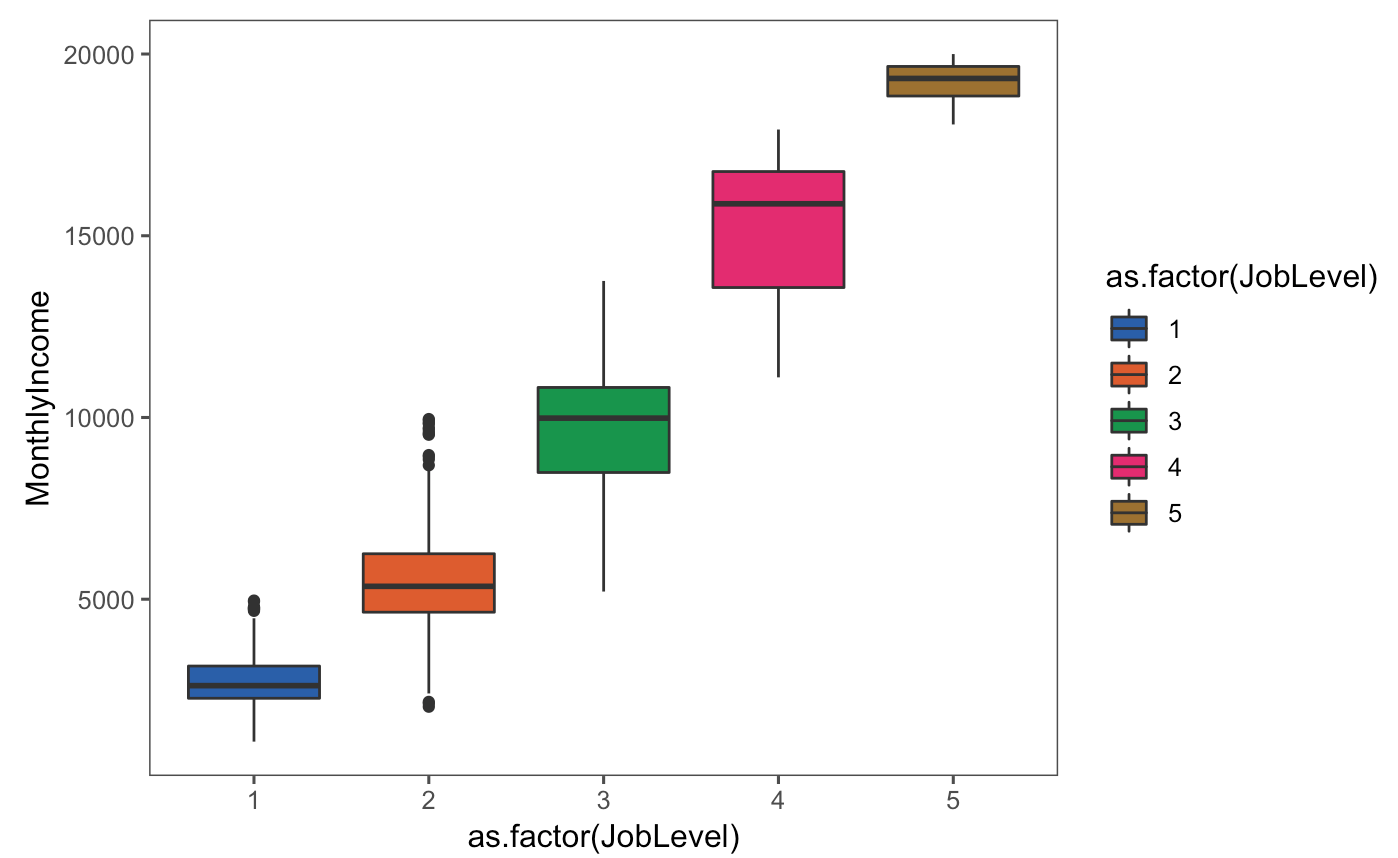 20000
15000
10000
5000
MonthlyIncome
1 2 3 4 5
as.factor(JobLevel)
as.factor(JobLevel)
1
2
3
4
5